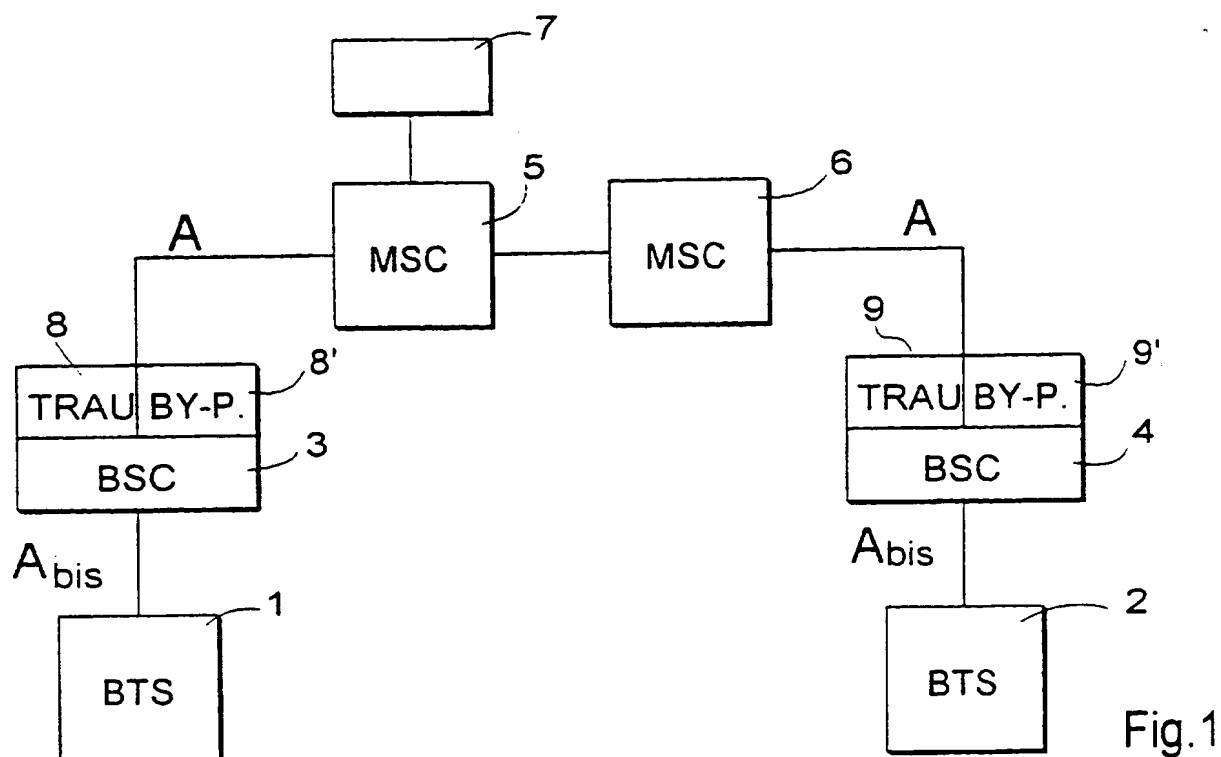 7
5
6
A
MSC
MSC
A
8
8'
9
9'
TRAU BY-P.
TRAU BY-P.
3
4
BSC
BSC
Abis
Abis
1
2
BTS
BTS
Fig.1